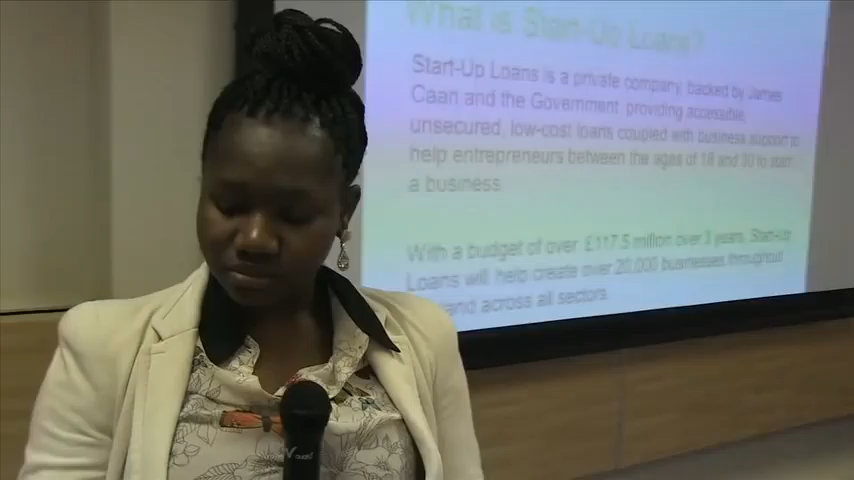 What is Start-Up Loans?
Start-Up Loans is a private company, backed by James
Caan and the Government providing accessible,
unsecured, low-cost loans coupled with business support to
help entrepreneurs between the ages of 18 and 30 to start
a business
With a budget of over £117.5 million over 3 years, Start-Up
Loans will help create over 20,000 businesses throughout
and across all sectors.